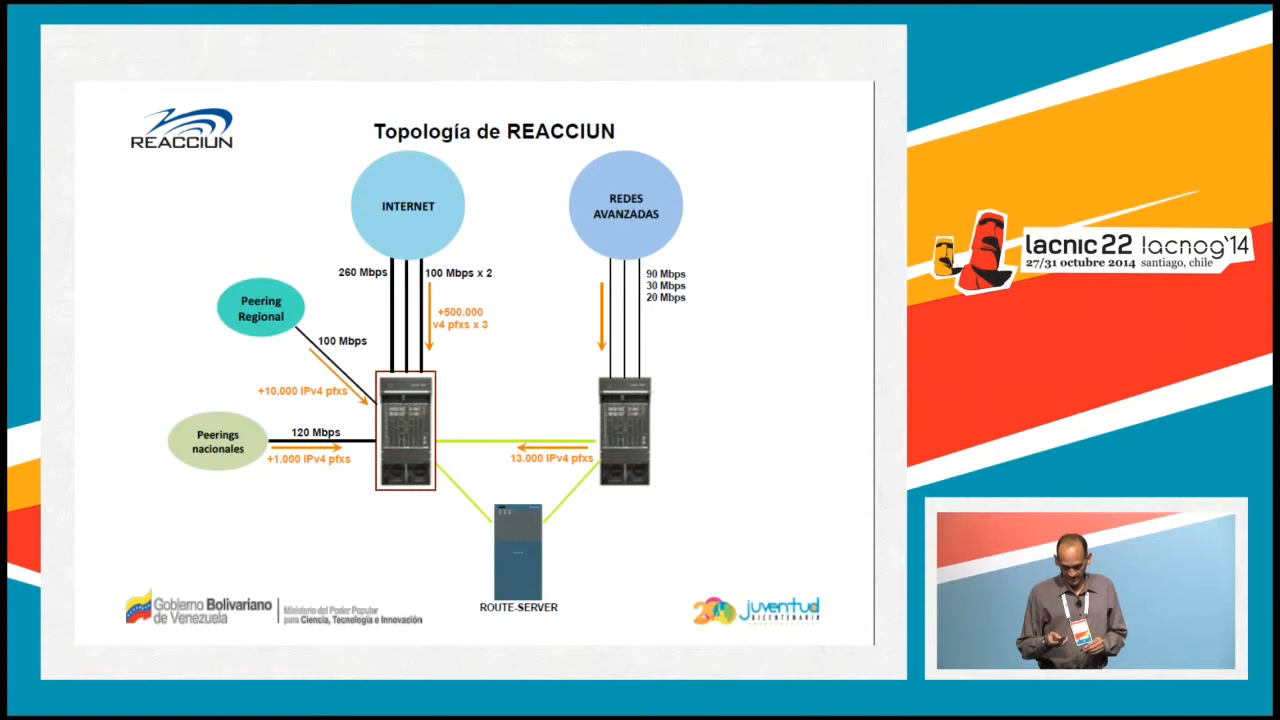 REACCIUN
Topología de REACCIUN
INTERNET
REDES
AVANZADAS
260 Mbps
100 Mbps x 2
+500.000
v4 pfxs x 3
90 Mbps
30 Mbps
20 Mbps
Peering
Regional
100 Mbps
+10.000 IPv4 pfxs
Peerings
nacionales
120 Mbps
+1.000 IPv4 pfxs
13.000 IPv4 pfxs
ROUTE-SERVER
Gobierno Bolivariano
de Venezuela
Ministerio del Poder Popular
para Ciencia, Tecnología e Innovación
200 juventud
BICENTENARIA
lacnic 22 lacnog'14
27/31 octubre 2014 santiago, chile